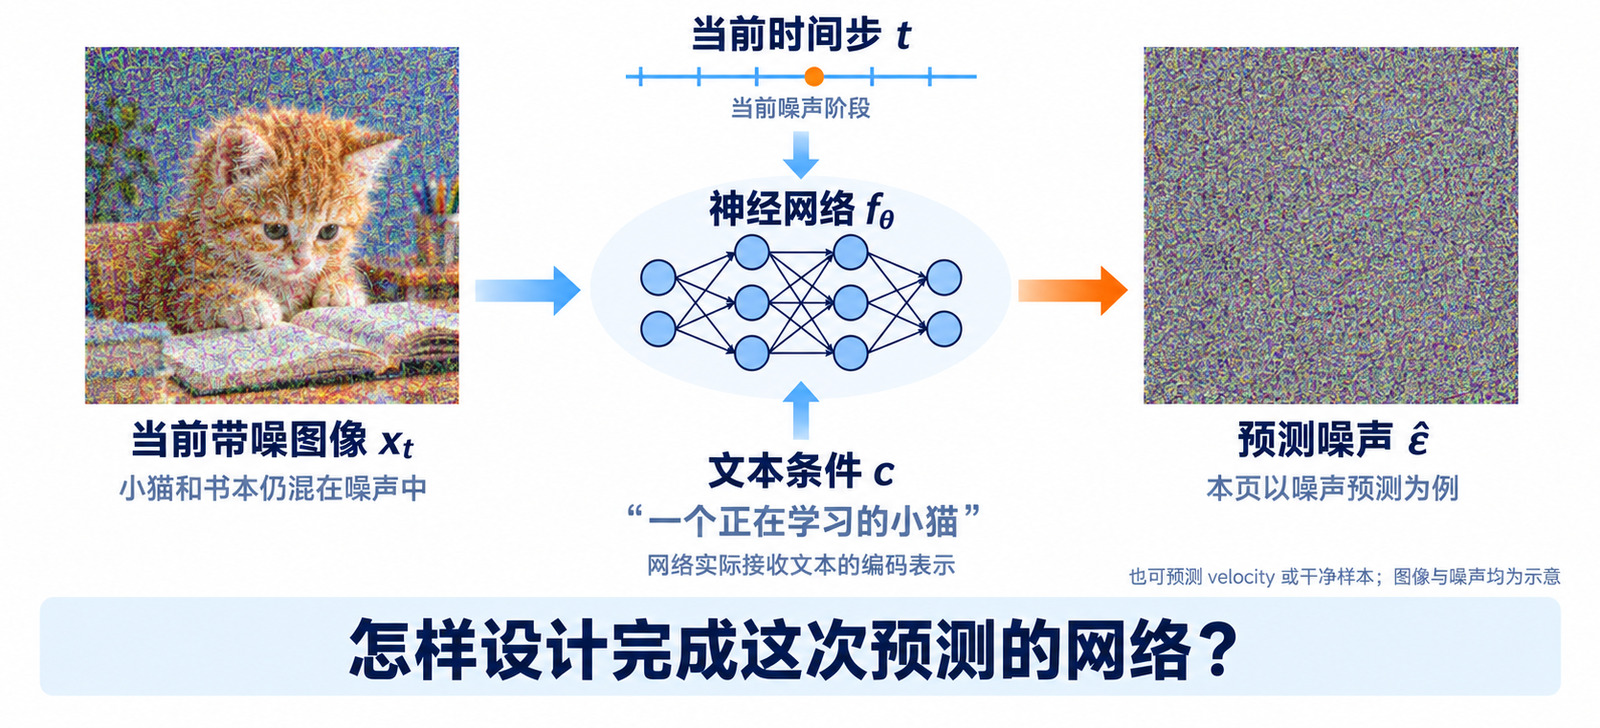 当前时间步 t
当前噪声阶段
神经网络 fθ
当前带噪图像 xt
小猫和书本仍混在噪声中
文本条件 c
“一个正在学习的小猫”
网络实际接收文本的编码表示
预测噪声 ε̂
本页以噪声预测为例
也可预测 velocity 或干净样本；图像与噪声均为示意
怎样设计完成这次预测的网络？